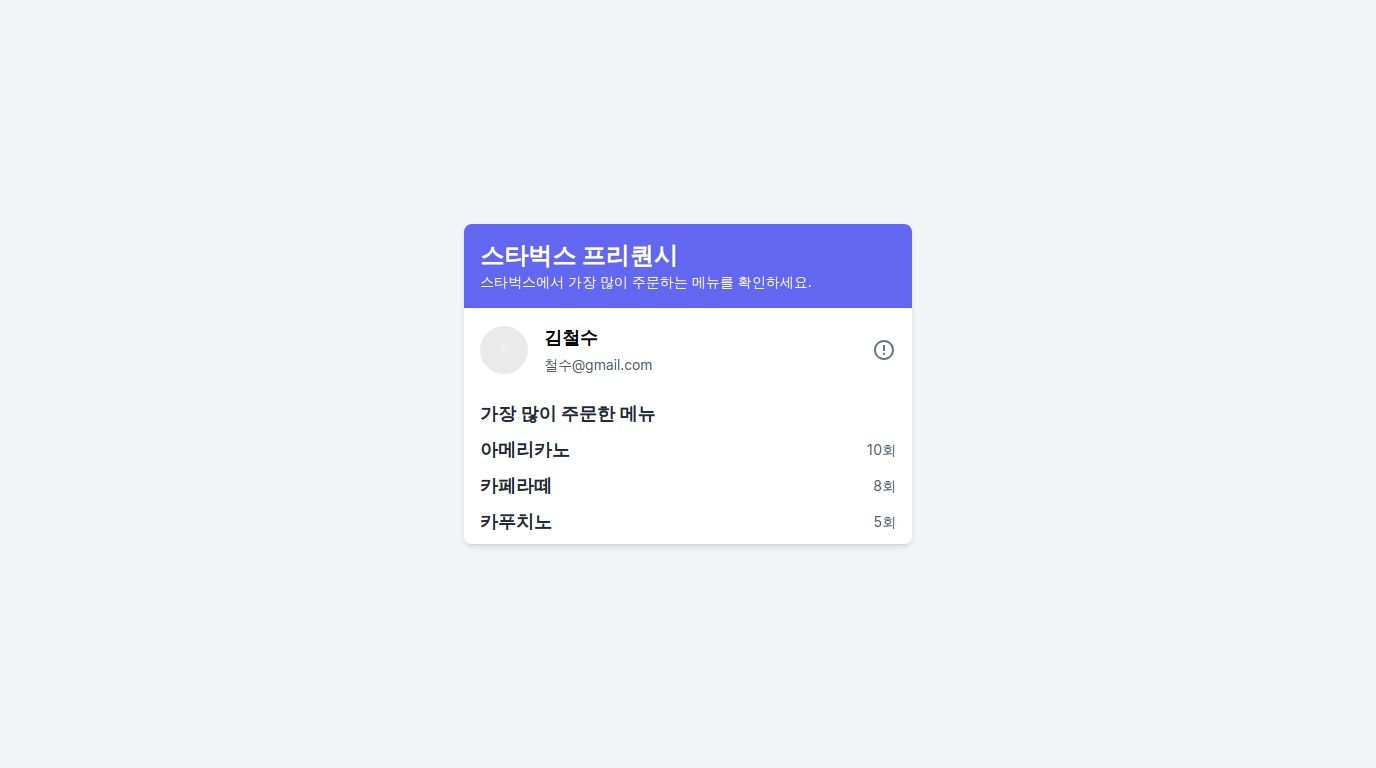 스타벅스 프리퀀시
스타벅스에서 가장 많이 주문하는 메뉴를 확인하세요.
김철수
철수@gmail.com
가장 많이 주문한 메뉴
아메리카노 10회
카페라떼 8회
카푸치노 5회